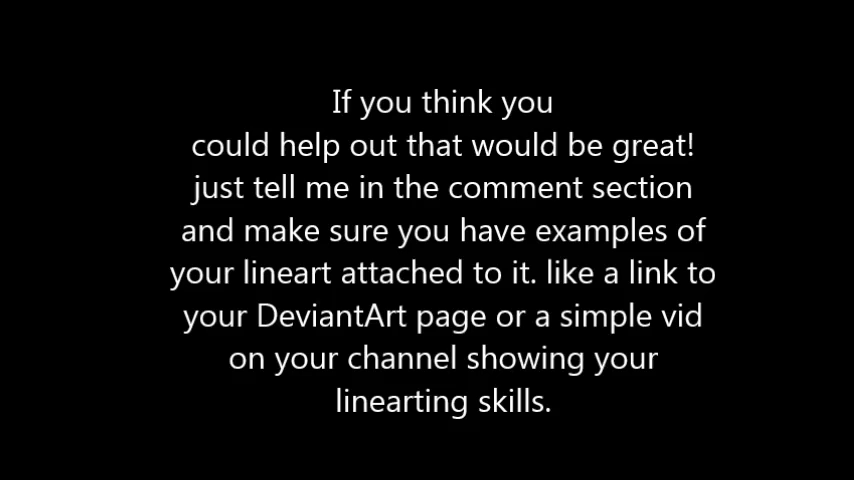 If you think you
could help out that would be great!
just tell me in the comment section
and make sure you have examples of
your lineart attached to it. like a link to
your DeviantArt page or a simple vid
on your channel showing your
linearting skills.